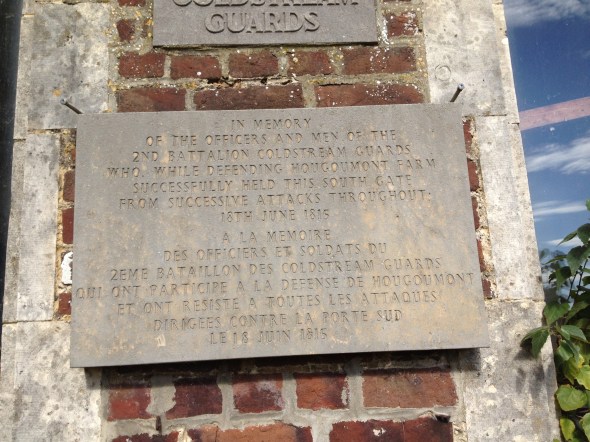 COLDSTREAM
GUARDS
IN MEMORY
OF THE OFFICERS AND MEN OF THE
2ND BATTALION COLDSTREAM GUARDS
WHO, WHILE DEFENDING HOUGOUMONT FARM
SUCCESSFULLY HELD THIS SOUTH GATE
FROM SUCCESSIVE ATTACKS THROUGHOUT
18TH JUNE 1815
A LA MEMOIRE
DES OFFICIERS ET SOLDATS DU
2EME BATAILLON DES COLDSTREAM GUARDS
QUI ONT PARTICIPE A LA DEFENSE DE HOUGOUMONT
ET ONT RESISTE A TOUTES LES ATTAQUES
DIRIGEES CONTRE LA PORTE SUD
LE 18 JUIN 1815